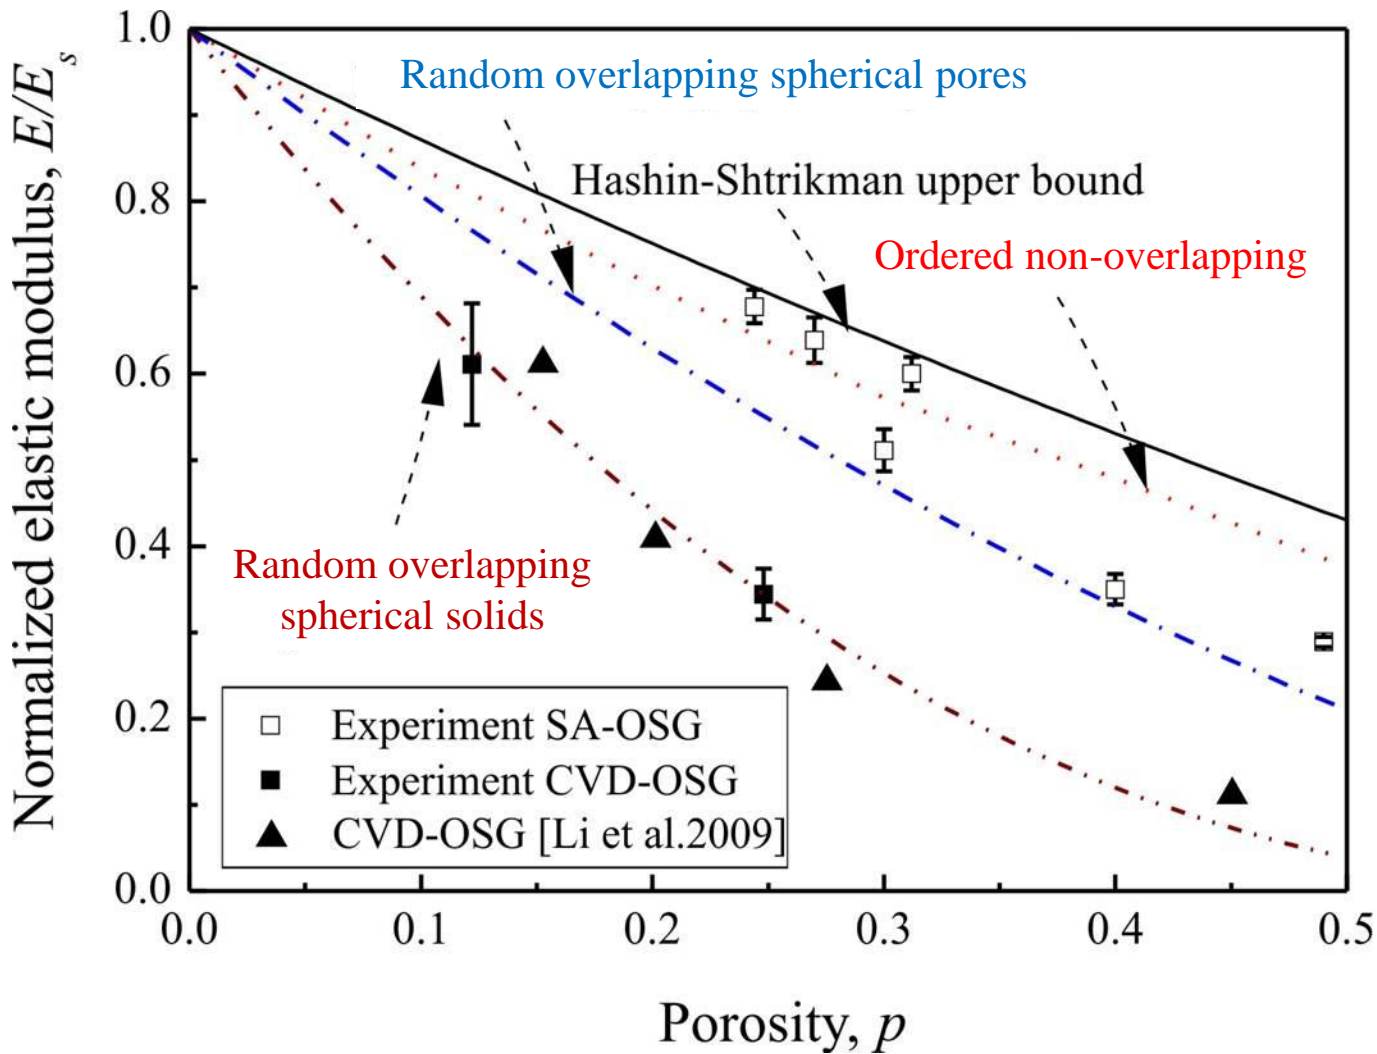 Normalized elastic modulus, E/E s
1.0
0.8
0.6
0.4
0.2
0.0
Random overlapping spherical pores
Hashin-Shtrikman upper bound
Ordered non-overlapping
Random overlapping
spherical solids
Experiment SA-OSG
Experiment CVD-OSG
CVD-OSG [Li et al.2009]
0.0 0.1 0.2 0.3 0.4 0.5
Porosity, p